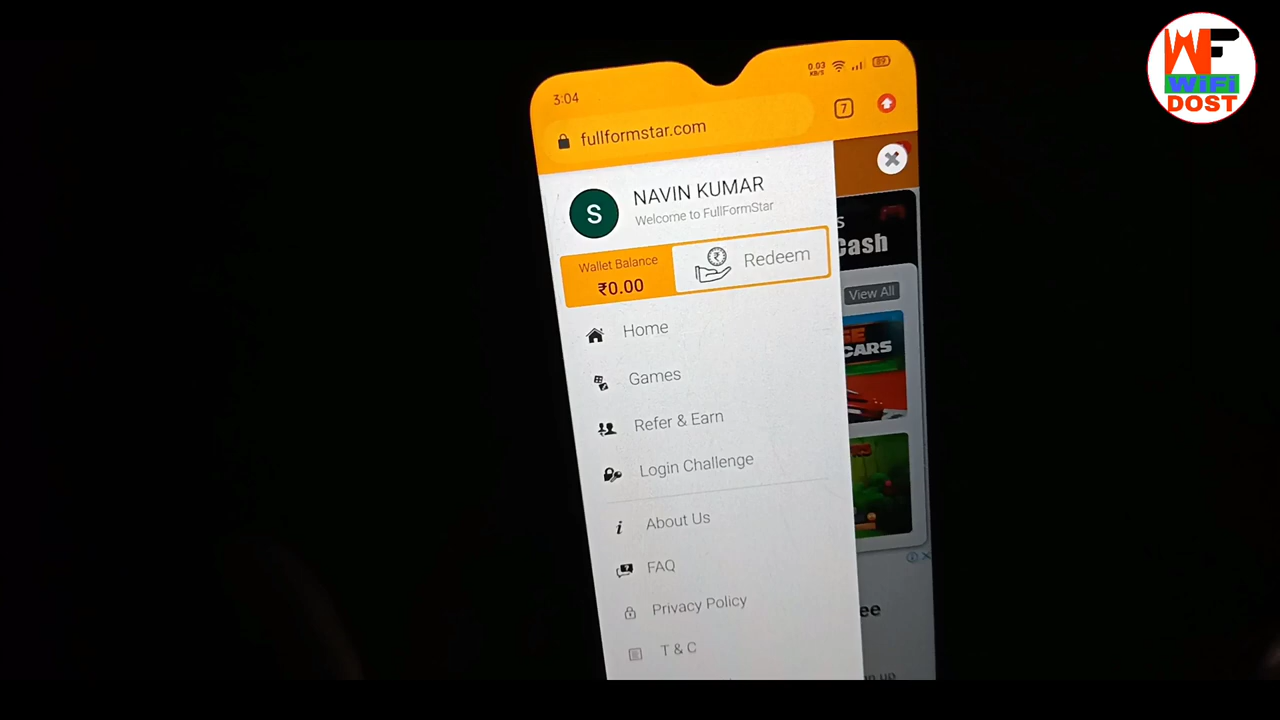 WF
WiFi
DOST
3:04
0.03
KB/S
89
fullformstar.com
7
S
NAVIN KUMAR
Welcome to FullFormStar
Wallet Balance
₹0.00
Redeem
Cash
View All
Home
CARS
Games
Refer & Earn
Login Challenge
About Us
FAQ
Privacy Policy
T & C